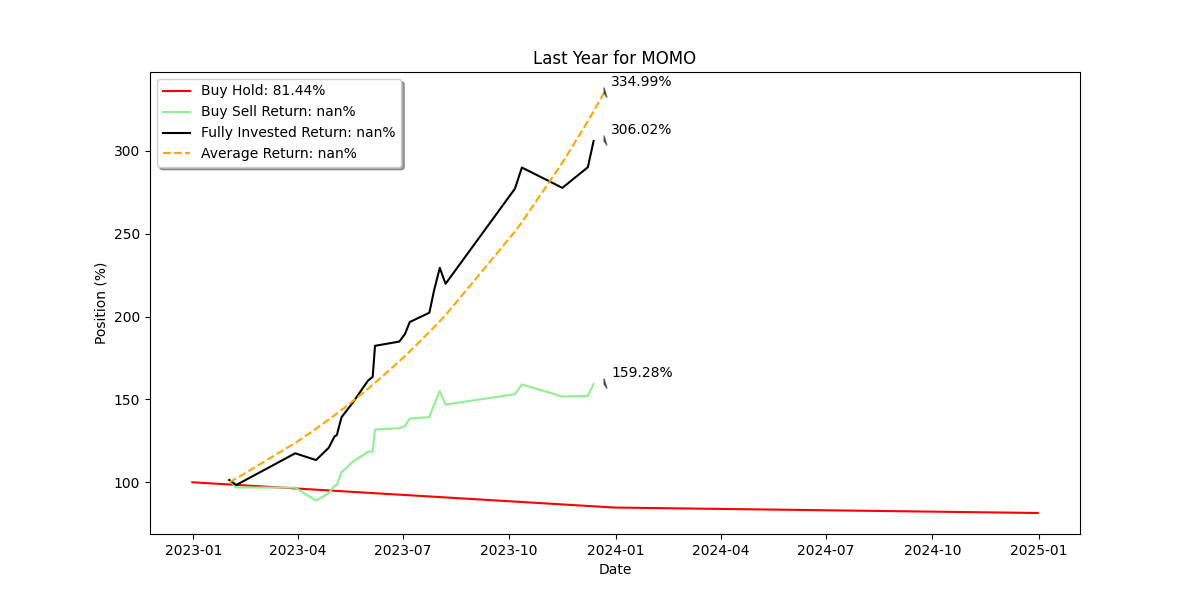 Last Year for MOMO
Buy Hold: 81.44%
Buy Sell Return: nan%
Fully Invested Return: nan%
Average Return: nan%
334.99%
306.02%
159.28%
Position (%)
300
250
200
150
100
2023-01
2023-04
2023-07
2023-10
2024-01
2024-04
2024-07
2024-10
2025-01
Date